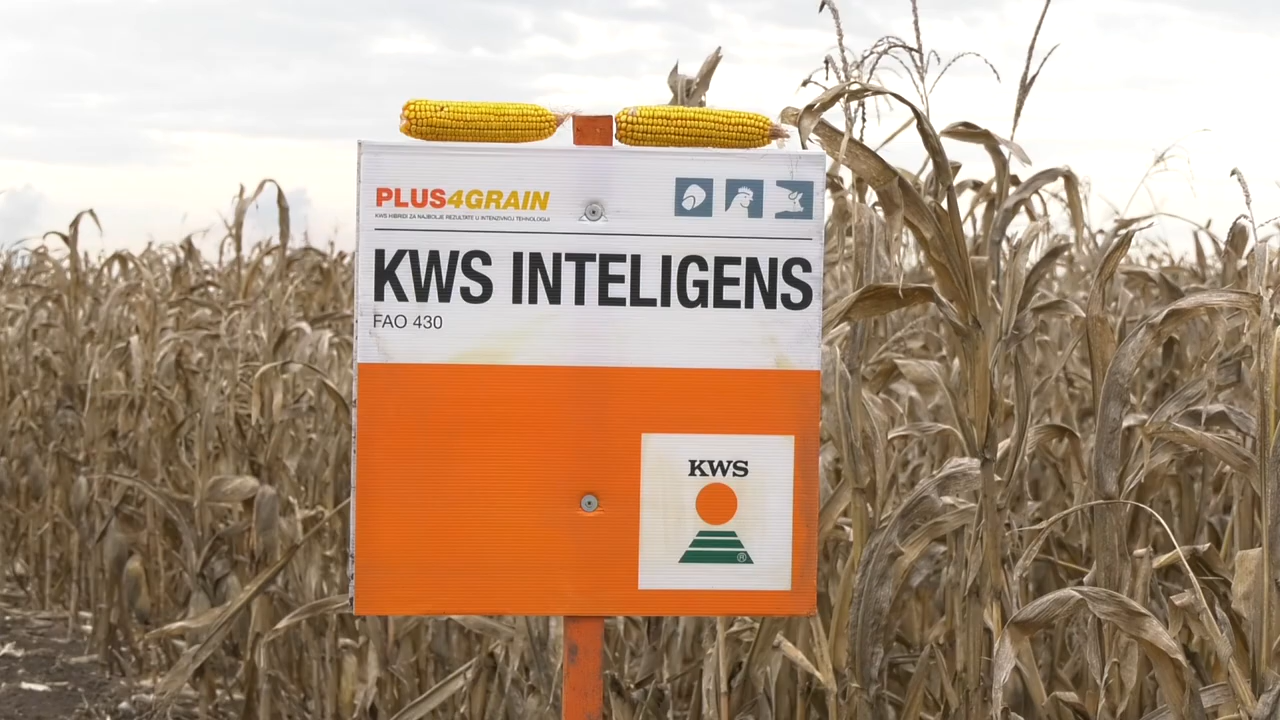 PLUS4GRAIN
KWS HIBRIDI ZA NAJBOLJE REZULTATE U INTENZIVNOJ TEHNOLOGIJI
KWS INTELIGENS
FAO 430
KWS
®